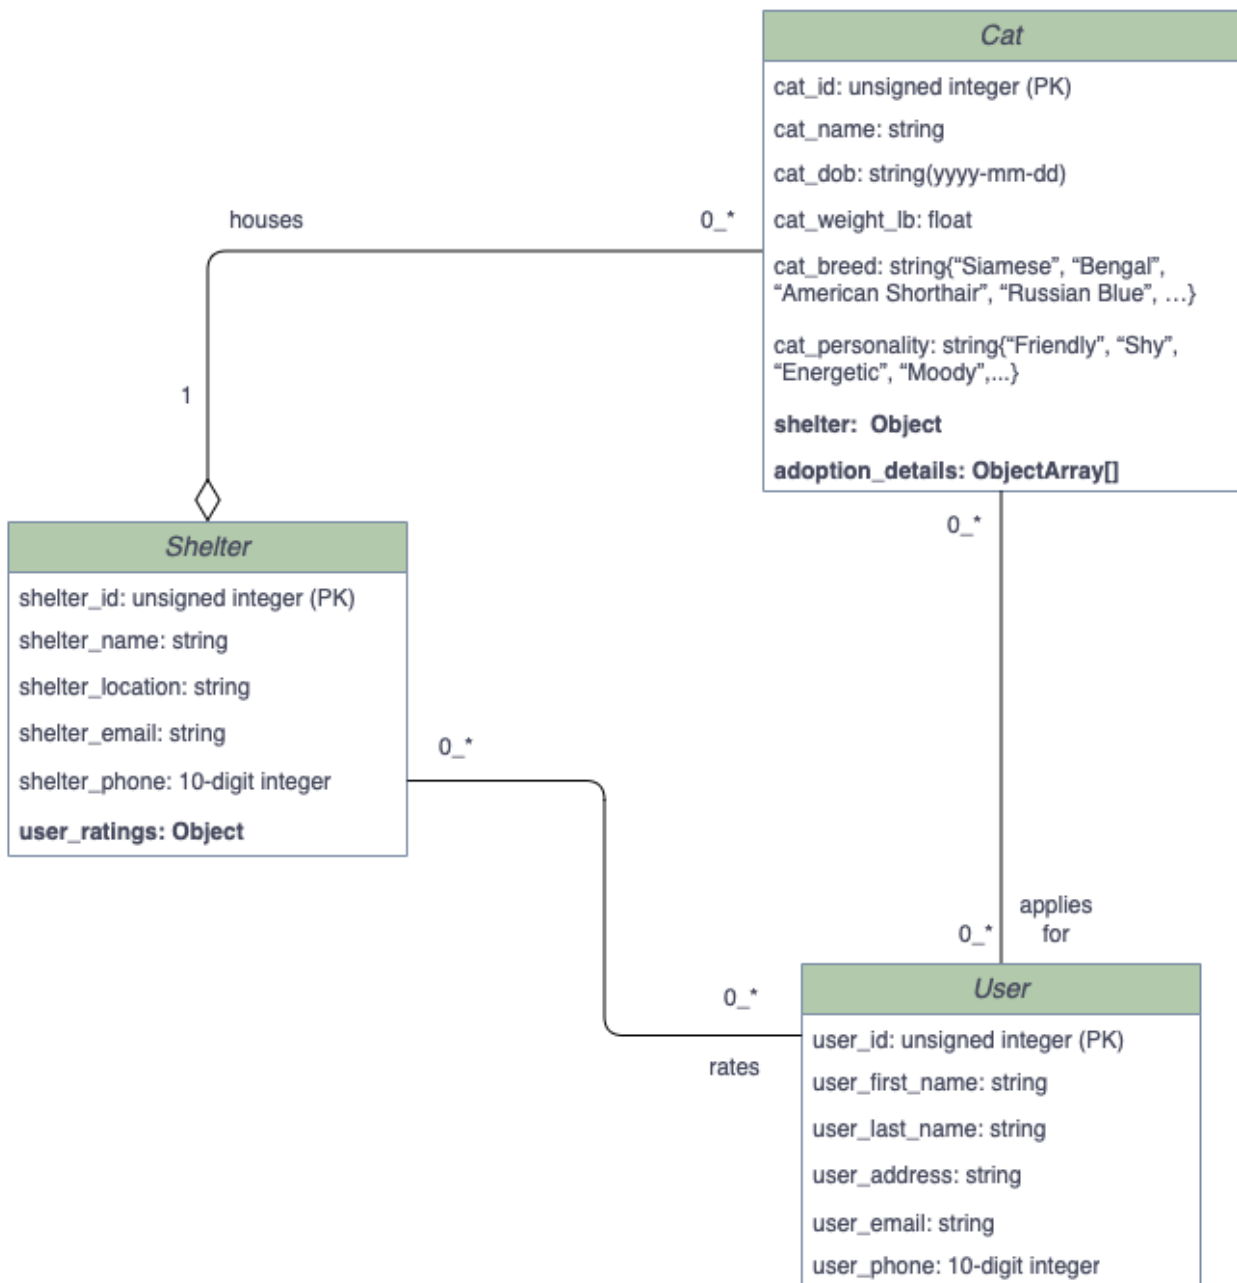 Cat
cat_id: unsigned integer (PK)
cat_name: string
cat_dob: string(yyyy-mm-dd)
cat_weight_lb: float
cat_breed: string{“Siamese”, “Bengal”,
“American Shorthair”, “Russian Blue”, …}
cat_personality: string{“Friendly”, “Shy”,
“Energetic”, “Moody”,...}
shelter:  Object
adoption_details: ObjectArray[]
houses
0_*
1
Shelter
shelter_id: unsigned integer (PK)
shelter_name: string
shelter_location: string
shelter_email: string
shelter_phone: 10-digit integer
user_ratings: Object
0_*
0_*
applies
for
0_*
0_*
rates
User
user_id: unsigned integer (PK)
user_first_name: string
user_last_name: string
user_address: string
user_email: string
user_phone: 10-digit integer